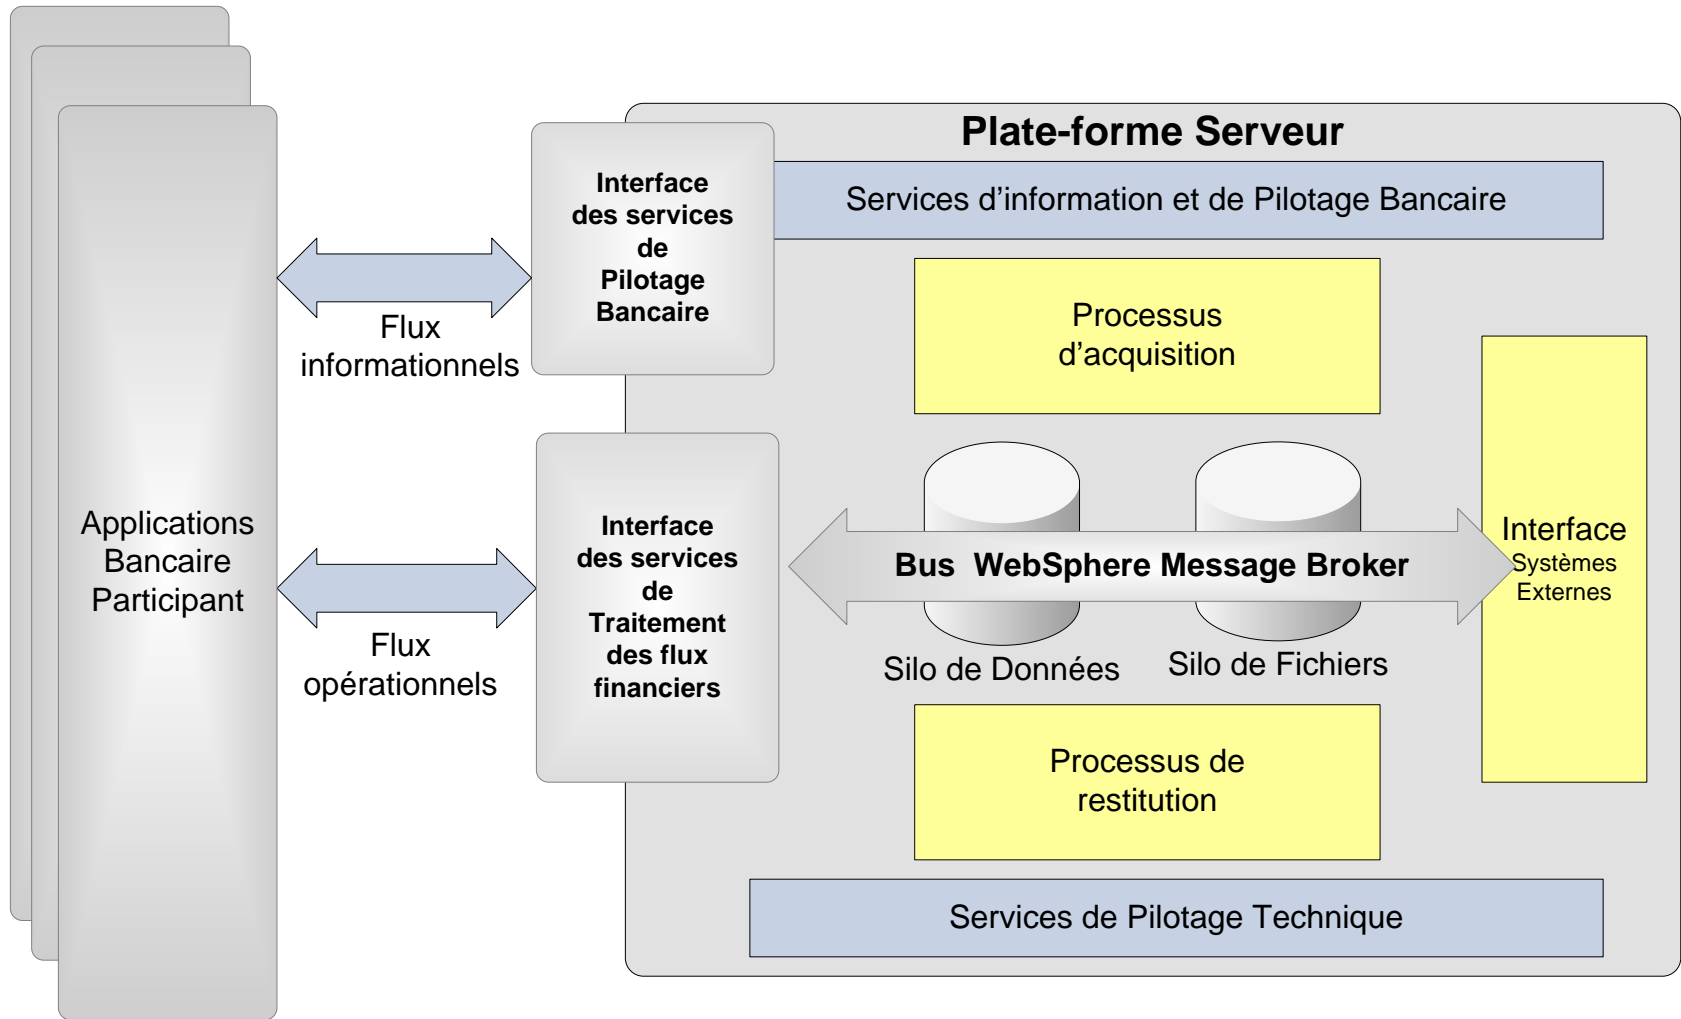 Plate-forme Serveur
Interface
des services
de
Pilotage
Bancaire
Services d'information et de Pilotage Bancaire
Flux
informationnels
Processus
d'acquisition
Applications
Bancaire
Participant
Interface
des services
de
Traitement
des flux
financiers
Bus  WebSphere Message Broker
Interface
Systèmes
Externes
Flux
opérationnels
Silo de Données
Silo de Fichiers
Processus de
restitution
Services de Pilotage Technique